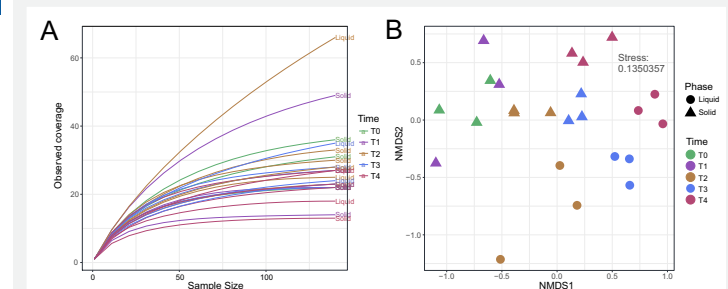 A
Observed coverage
60
40
20
0
0
50
100
Sample Size
Liquid
Solid
Solid
Liquid
Solid
Liquid
Solid
Solid
Time
T0
T1
T2
T3
T4
B
NMDS2
0.5
0.0
−0.5
−1.0
−1.0
−0.5
0.0
0.5
1.0
NMDS1
Stress:
0.1350357
Phase
Liquid
Solid
Time
T0
T1
T2
T3
T4